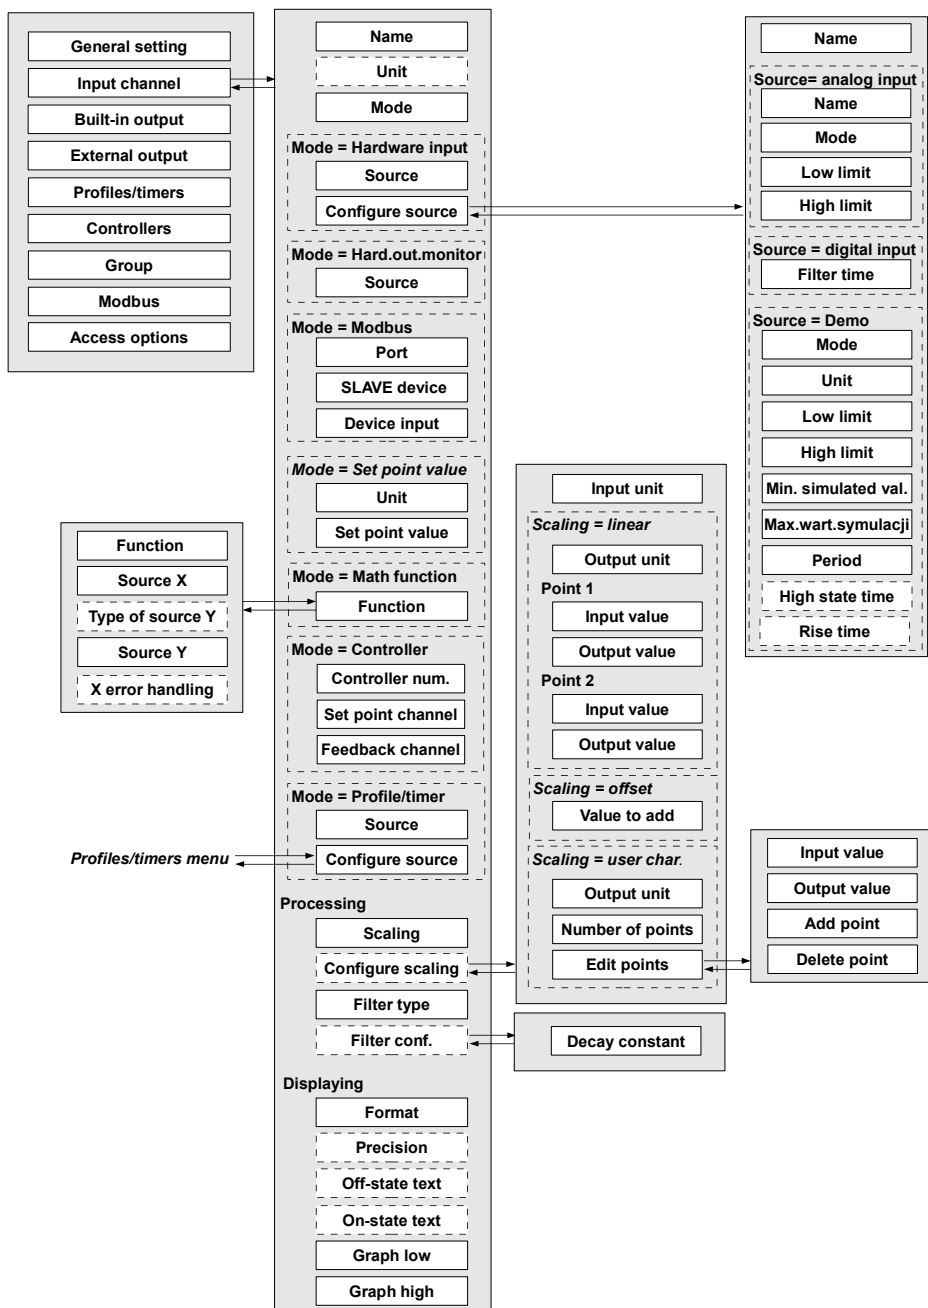 General setting
Input channel
Built-in output
External output
Profiles/timers
Controllers
Group
Modbus
Access options
Name
Unit
Mode
Mode = Hardware input
Source
Configure source
Mode = Hard.out.monitor
Source
Mode = Modbus
Port
SLAVE device
Device input
Mode = Set point value
Unit
Set point value
Mode = Math function
Function
Mode = Controller
Controller num.
Set point channel
Feedback channel
Mode = Profile/timer
Source
Configure source
Processing
Scaling
Configure scaling
Filter type
Filter conf.
Displaying
Format
Precision
Off-state text
On-state text
Graph low
Graph high
Function
Source X
Type of source Y
Source Y
X error handling
Profiles/timers menu
Name
Source= analog input
Name
Mode
Low limit
High limit
Source = digital input
Filter time
Source = Demo
Mode
Unit
Low limit
High limit
Min. simulated val.
Max.wart.symulacji
Period
High state time
Rise time
Input unit
Scaling = linear
Output unit
Point 1
Input value
Output value
Point 2
Input value
Output value
Scaling = offset
Value to add
Scaling = user char.
Output unit
Number of points
Edit points
Input value
Output value
Add point
Delete point
Decay constant